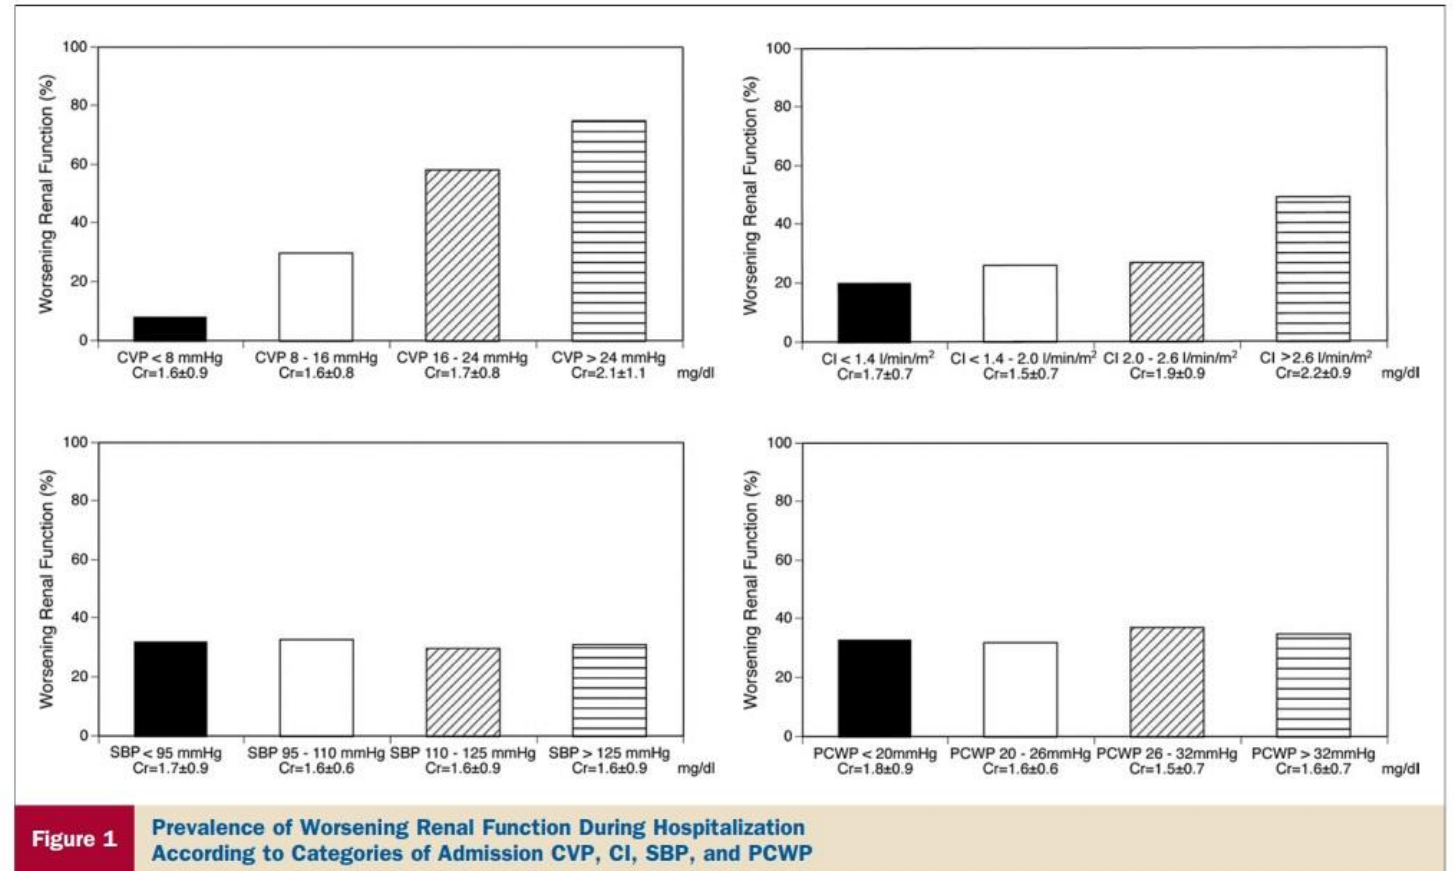 Worsening Renal Function (%)
100
80
60
40
20
0
CVP < 8 mmHg CVP 8 - 16 mmHg CVP 16 - 24 mmHg CVP > 24 mmHg
Cr=1.6±0.9 Cr=1.6±0.8 Cr=1.7±0.8 Cr=2.1±1.1 mg/dl
Worsening Renal Function (%)
100
80
60
40
20
0
CI < 1.4 l/min/m² CI < 1.4 - 2.0 l/min/m² CI 2.0 - 2.6 l/min/m² CI >2.6 l/min/m²
Cr=1.7±0.7 Cr=1.5±0.7 Cr=1.9±0.9 Cr=2.2±0.9 mg/dl
Worsening Renal Function (%)
100
80
60
40
20
0
SBP < 95 mmHg SBP 95 - 110 mmHg SBP 110 - 125 mmHg SBP > 125 mmHg
Cr=1.7±0.9 Cr=1.6±0.6 Cr=1.6±0.9 Cr=1.6±0.9 mg/dl
Worsening Renal Function (%)
100
80
60
40
20
0
PCWP < 20mmHg PCWP 20 - 26mmHg PCWP 26 - 32mmHg PCWP > 32mmHg
Cr=1.8±0.9 Cr=1.6±0.6 Cr=1.5±0.7 Cr=1.6±0.7 mg/dl
Figure 1
Prevalence of Worsening Renal Function During Hospitalization
According to Categories of Admission CVP, CI, SBP, and PCWP